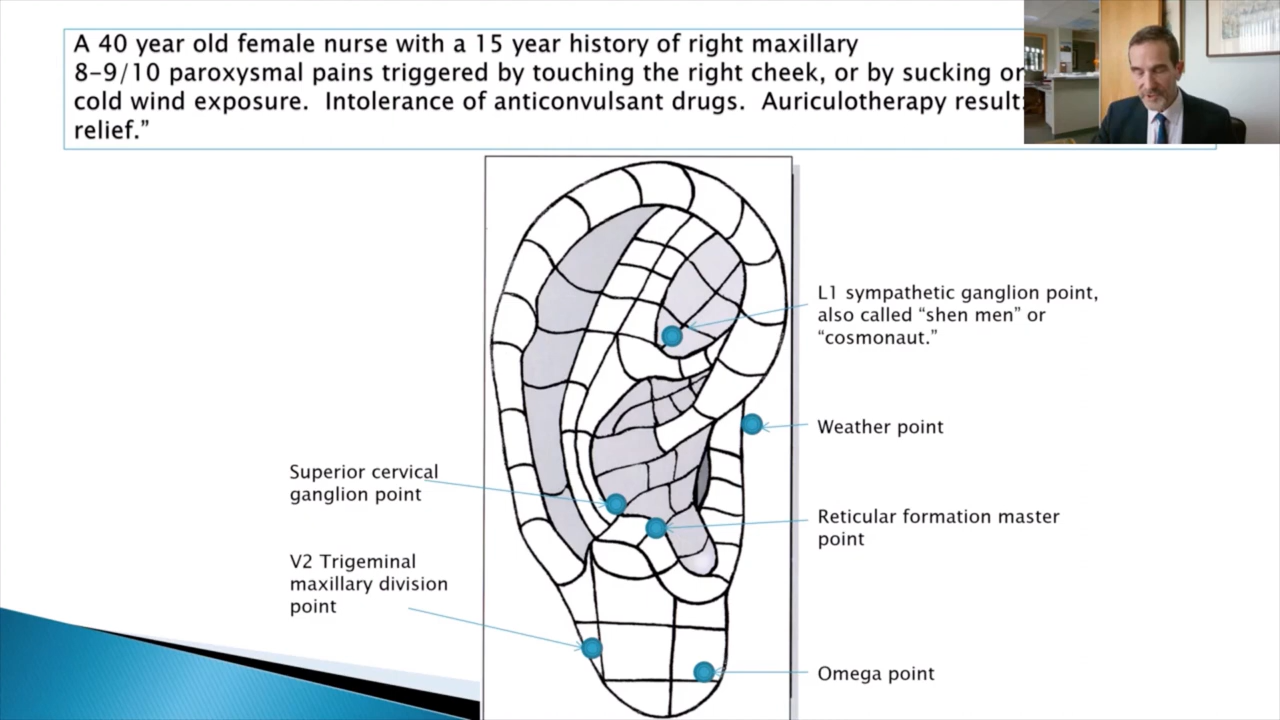 A 40 year old female nurse with a 15 year history of right maxillary
8-9/10 paroxysmal pains triggered by touching the right cheek, or by sucking or
cold wind exposure. Intolerance of anticonvulsant drugs. Auriculotherapy result:
relief.”
L1 sympathetic ganglion point,
also called “shen men” or
“cosmonaut.”
Weather point
Superior cervical
ganglion point
Reticular formation master
point
V2 Trigeminal
maxillary division
point
Omega point